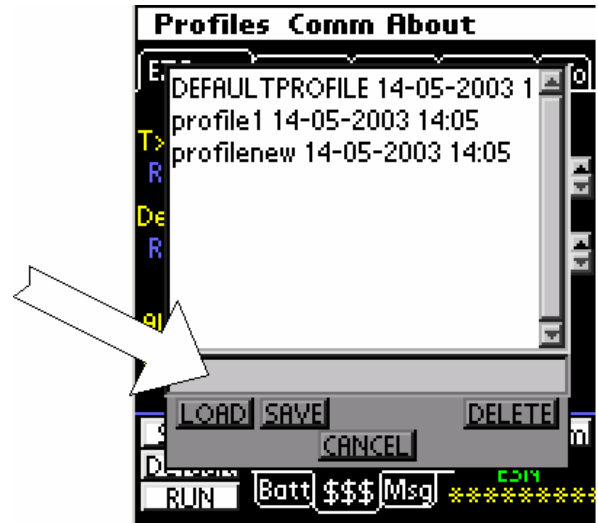 Profiles Comm About
DEFAULTPROFILE 14-05-2003 1
profile1 14-05-2003 14:05
profilenew 14-05-2003 14:05
R
De
R
LOAD SAVE DELETE
CANCEL
RUN Batt $$$ Msg *********